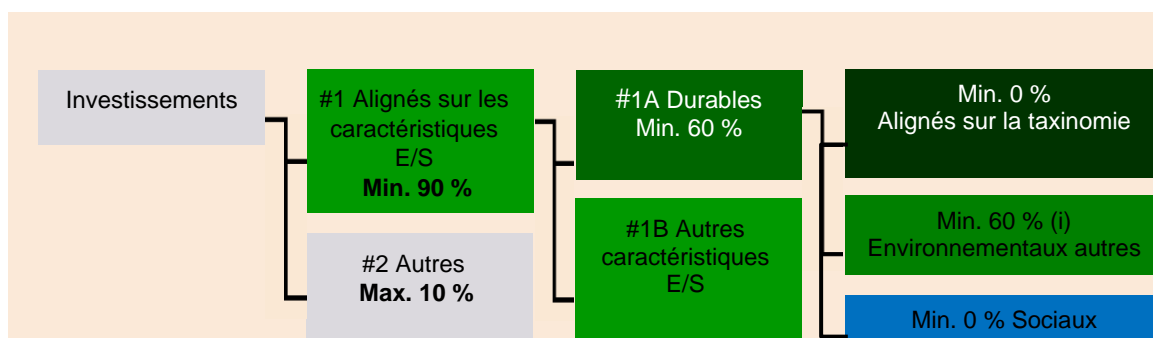 Investissements
#1 Alignés sur les
caractéristiques
E/S
Min. 90 %
#2 Autres
Max. 10 %
#1A Durables
Min. 60 %
#1B Autres
caractéristiques
E/S
Min. 0 %
Alignés sur la taxinomie
Min. 60 % (i)
Environnementaux autres
Min. 0 % Sociaux